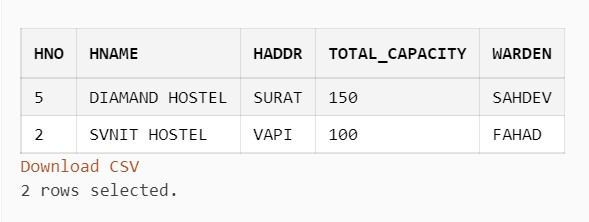 HNO HNAME HADDR TOTAL_CAPACITY WARDEN
5 DIAMAND HOSTEL SURAT 150 SAHDEV
2 SVNIT HOSTEL VAPI 100 FAHAD
Download CSV
2 rows selected.